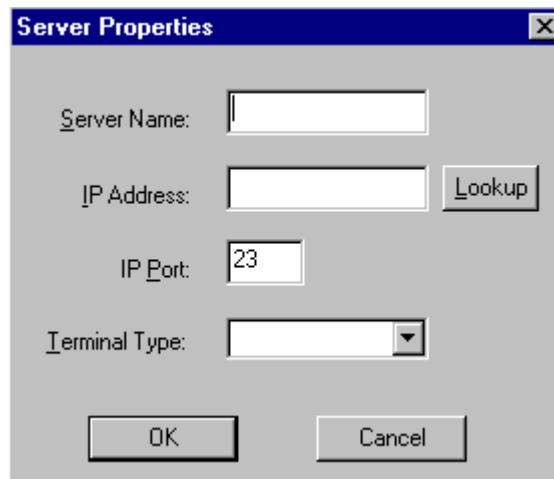 Server Properties
Server Name:
IP Address:
Lookup
IP Port:
23
Terminal Type:
OK
Cancel